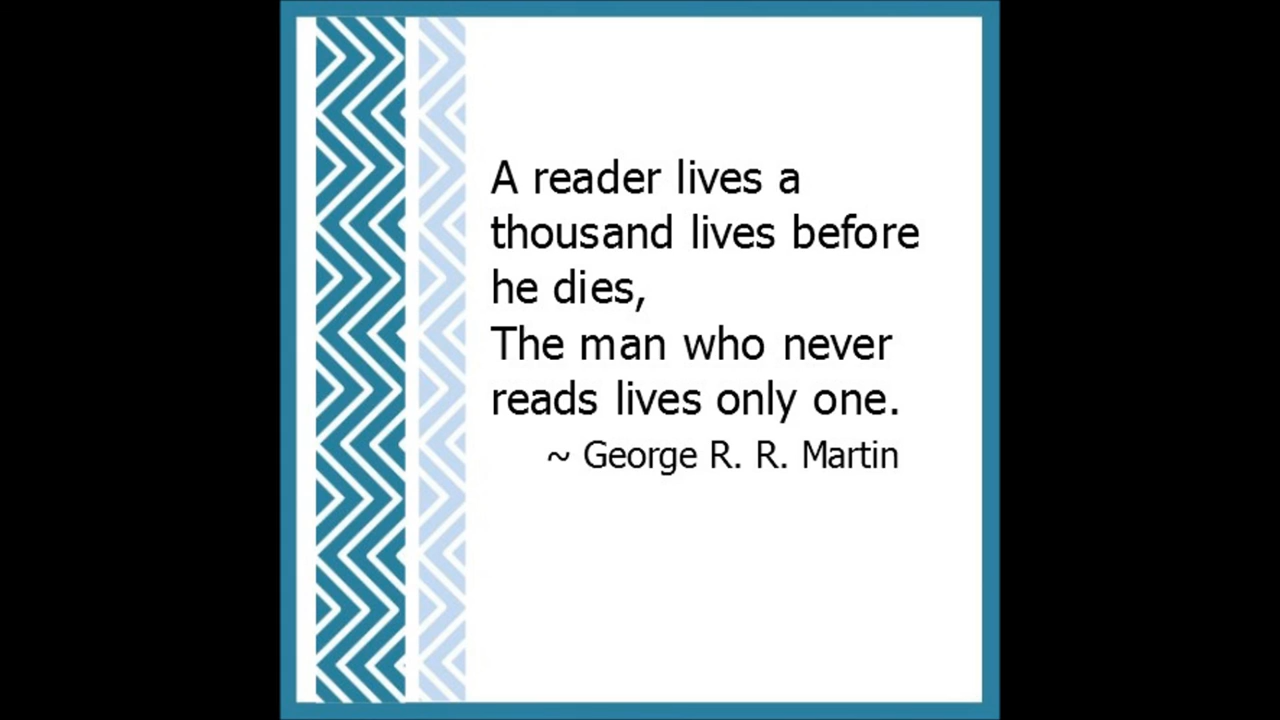 A reader lives a
thousand lives before
he dies,
The man who never
reads lives only one.
~ George R. R. Martin